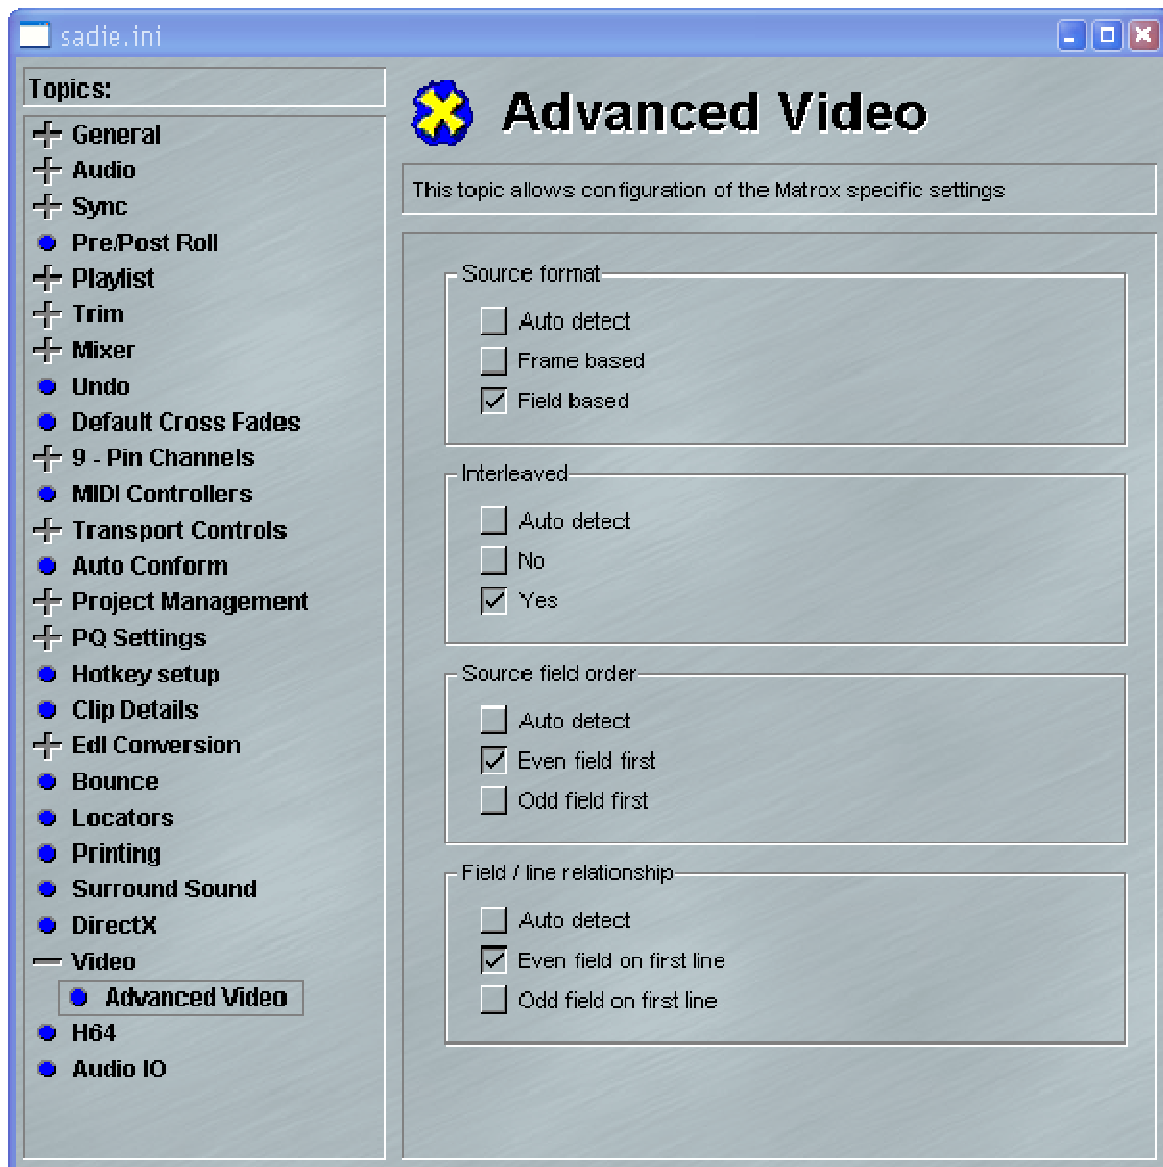 sadie.ini
Topics:
General
Audio
Sync
Pre/Post Roll
Playlist
Trim
Mixer
Undo
Default Cross Fades
9 - Pin Channels
MIDI Controllers
Transport Controls
Auto Conform
Project Management
PQ Settings
Hotkey setup
Clip Details
Edl Conversion
Bounce
Locators
Printing
Surround Sound
DirectX
Video
Advanced Video
H64
Audio IO
Advanced Video
This topic allows configuration of the Matrox specific settings
Source format
Auto detect
Frame based
Field based
Interleaved
Auto detect
No
Yes
Source field order
Auto detect
Even field first
Odd field first
Field / line relationship
Auto detect
Even field on first line
Odd field on first line